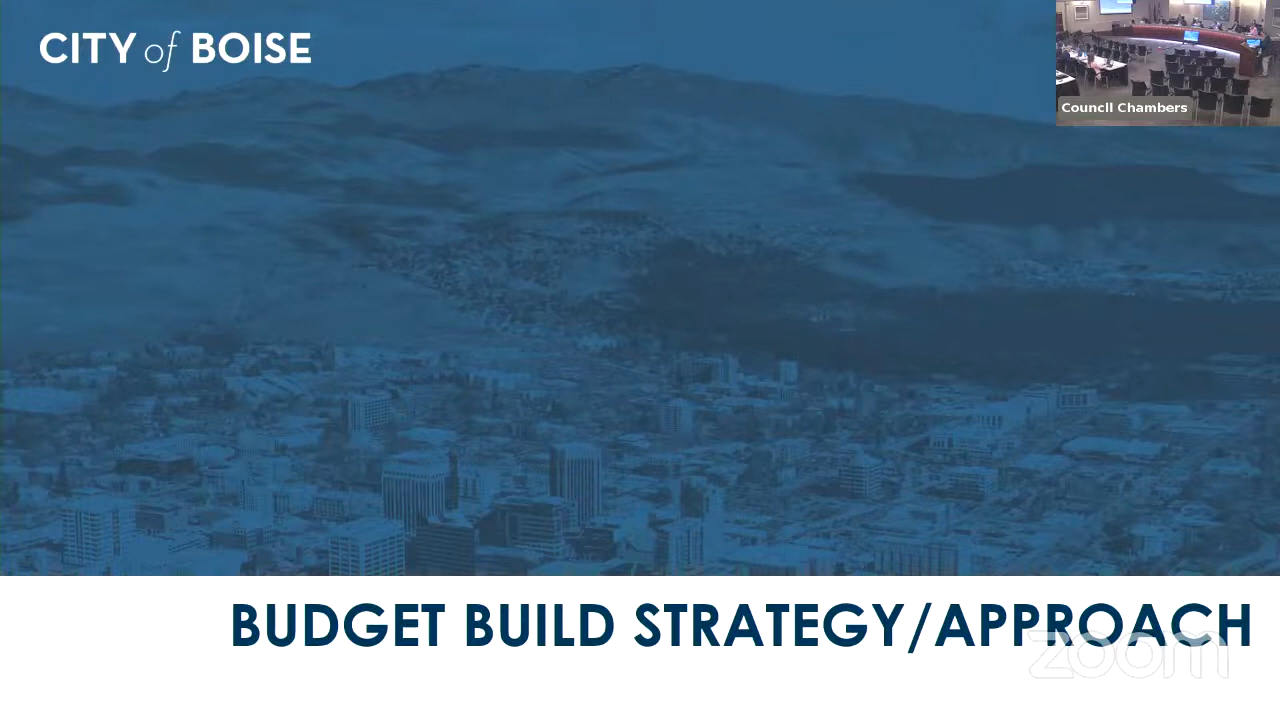 CITY of BOISE
Council Chambers
BUDGET BUILD STRATEGY/APPROACH
zoom